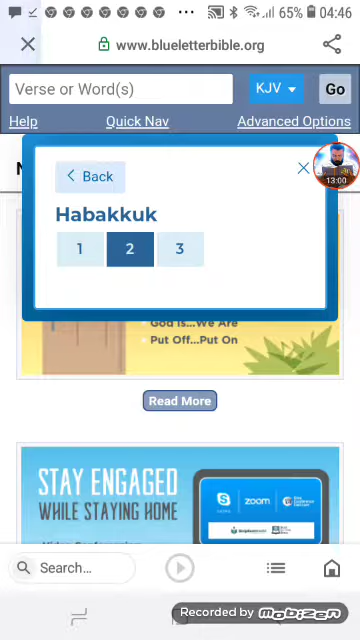 65% 04:46
www.blueletterbible.org
Verse or Word(s)
KJV
Go
Help Quick Nav Advanced Options
13:00
Back
Habakkuk
1 2 3
God is...We Are
Put Off...Put On
Read More
STAY ENGAGED
WHILE STAYING HOME
zoom
Search...
Recorded by mobizen